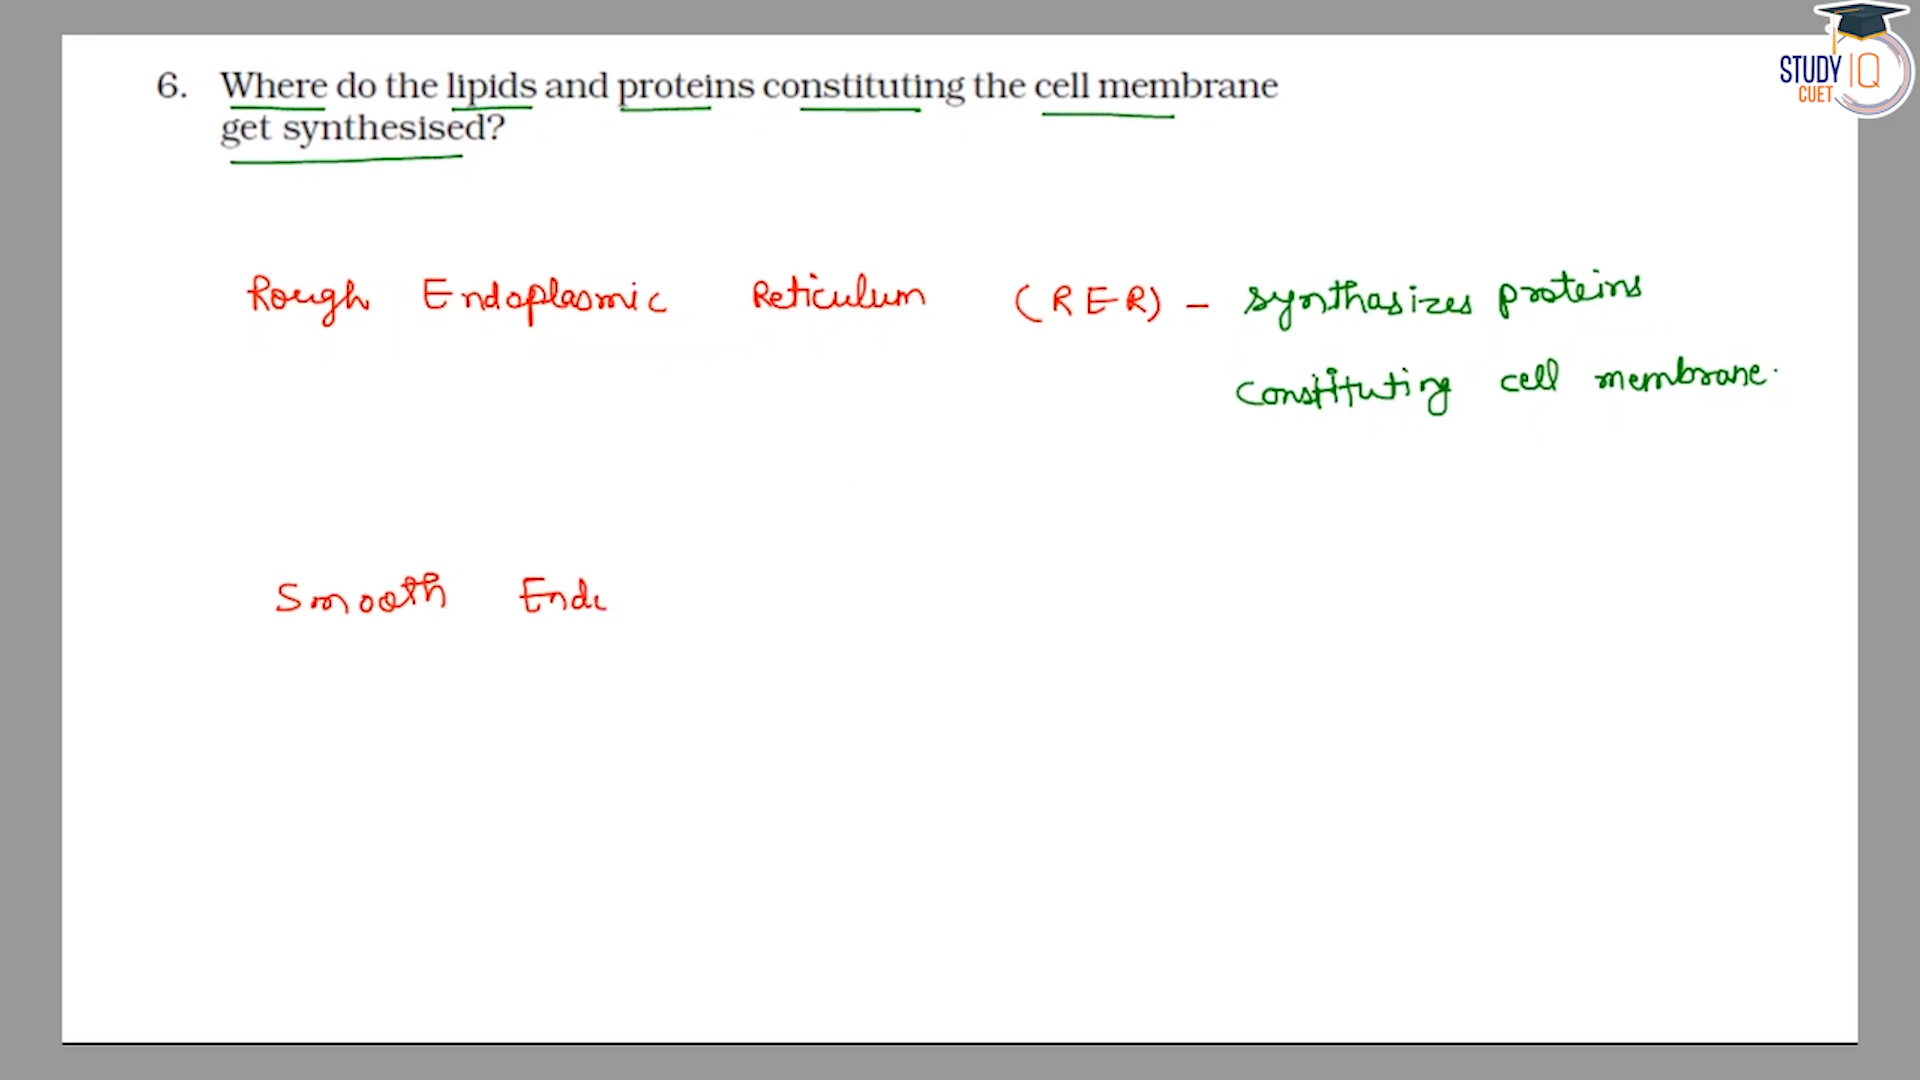 STUDY IQ
CUET
6. Where do the lipids and proteins constituting the cell membrane
get synthesised?
Rough Endoplasmic Reticulum (RER) - synthasizes proteins
constituting cell membrane.
Smooth Endo